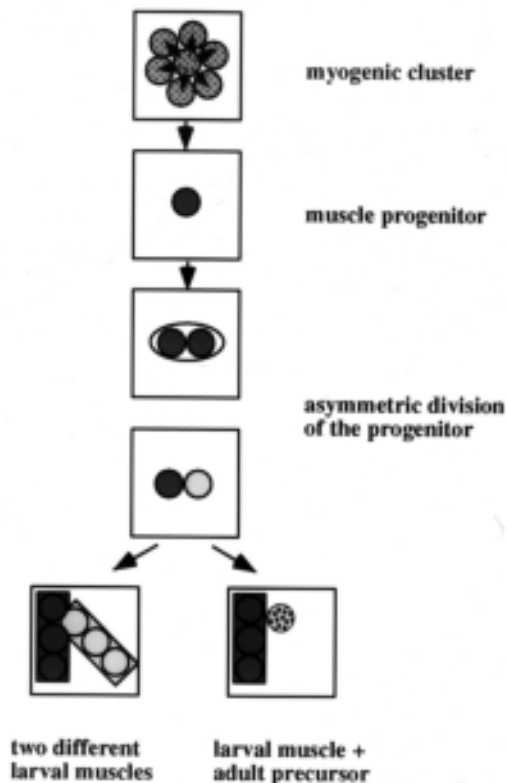 myogenic cluster
muscle progenitor
asymmetric division
of the progenitor
two different
larval muscles
larval muscle +
adult precursor